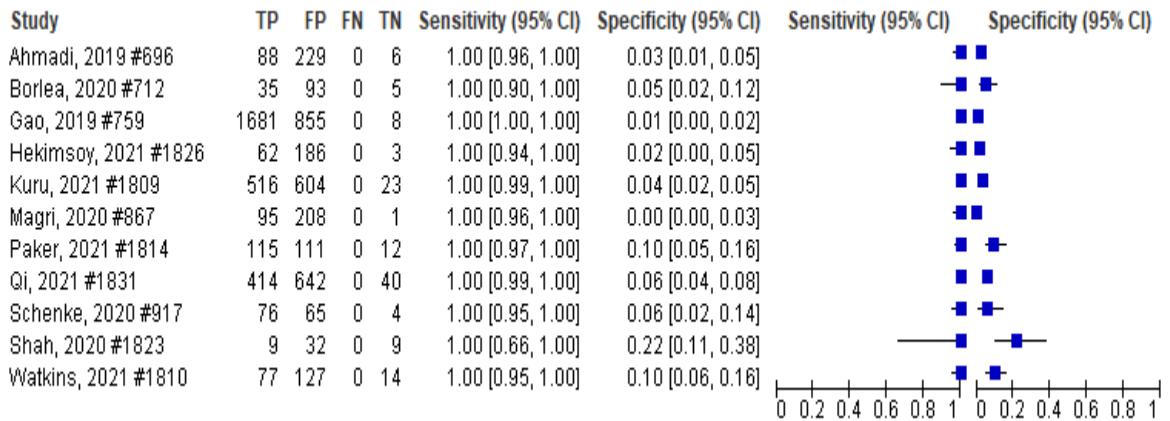 Study TP FP FN TN Sensitivity (95% CI) Specificity (95% CI) Sensitivity (95% CI) Specificity (95% CI)
Ahmadi, 2019 #696 88 229 0 6 1.00 [0.96, 1.00] 0.03 [0.01, 0.05]
Borlea, 2020 #712 35 93 0 5 1.00 [0.90, 1.00] 0.05 [0.02, 0.12]
Gao, 2019 #759 1681 855 0 8 1.00 [1.00, 1.00] 0.01 [0.00, 0.02]
Hekimsoy, 2021 #1826 62 186 0 3 1.00 [0.94, 1.00] 0.02 [0.00, 0.05]
Kuru, 2021 #1809 516 604 0 23 1.00 [0.99, 1.00] 0.04 [0.02, 0.05]
Magri, 2020 #867 95 208 0 1 1.00 [0.96, 1.00] 0.00 [0.00, 0.03]
Paker, 2021 #1814 115 111 0 12 1.00 [0.97, 1.00] 0.10 [0.05, 0.16]
Qi, 2021 #1831 414 642 0 40 1.00 [0.99, 1.00] 0.06 [0.04, 0.08]
Schenke, 2020 #917 76 65 0 4 1.00 [0.95, 1.00] 0.06 [0.02, 0.14]
Shah, 2020 #1823 9 32 0 9 1.00 [0.66, 1.00] 0.22 [0.11, 0.38]
Watkins, 2021 #1810 77 127 0 14 1.00 [0.95, 1.00] 0.10 [0.06, 0.16]
0 0.2 0.4 0.6 0.8 1 0 0.2 0.4 0.6 0.8 1